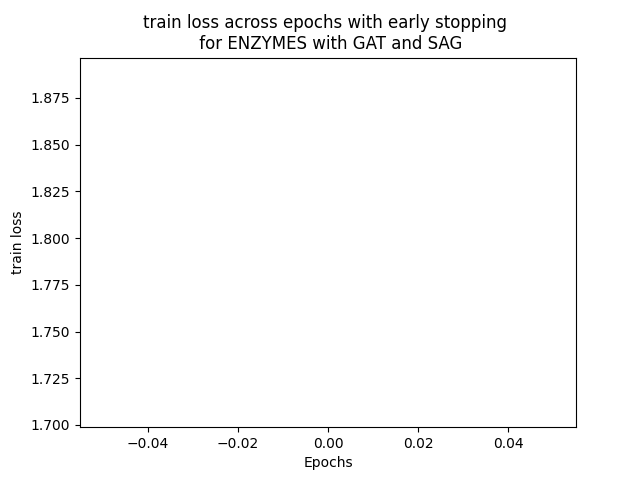 train loss across epochs with early stopping
for ENZYMES with GAT and SAG
1.875
1.850
1.825
1.800
1.775
1.750
1.725
1.700
train loss
−0.04 −0.02 0.00 0.02 0.04
Epochs